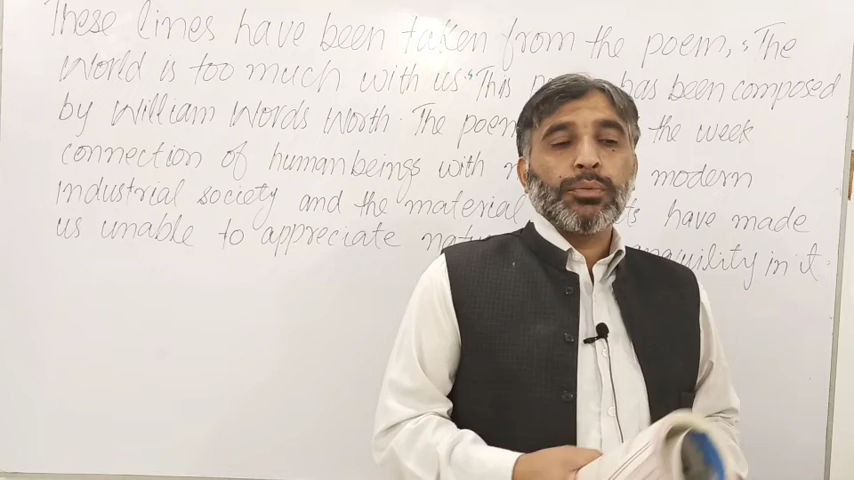 These lines have been taken from the poem, "The
World is too much with us" This has been composed
by William Words Worth. The poem the week
connection of humanbeings with modern
industrial society and the material have made
us unable to appreciate in it